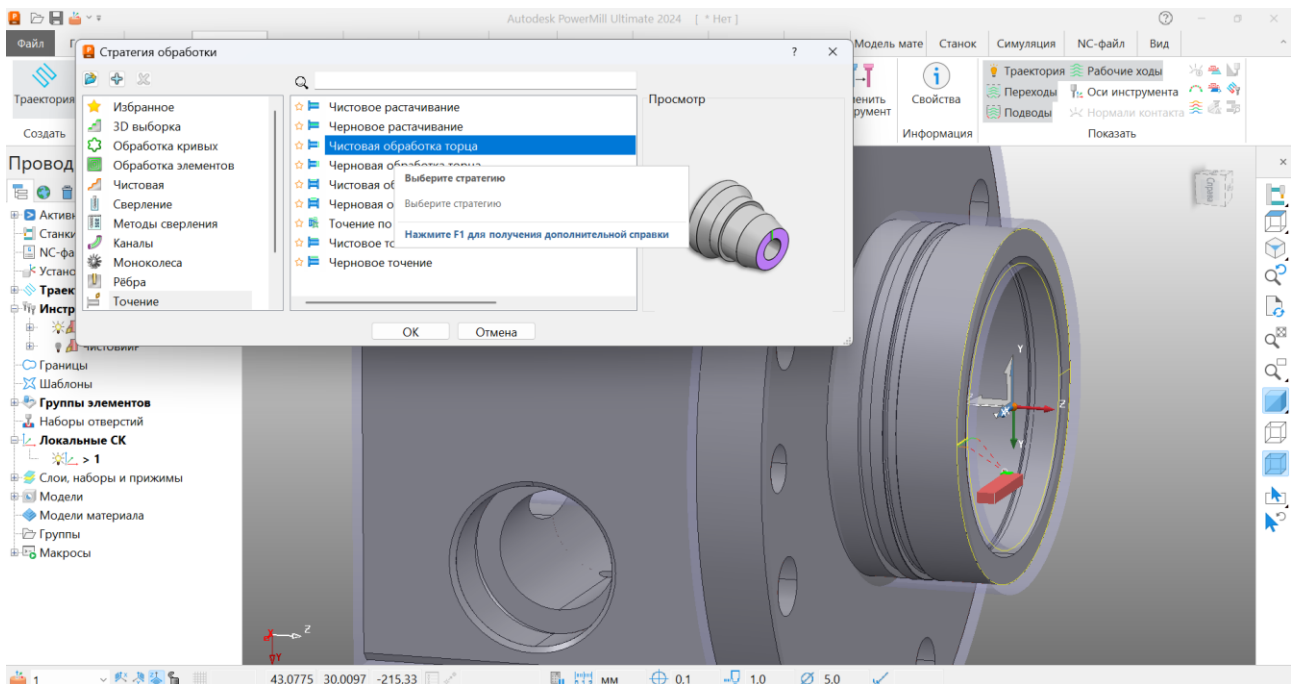 Autodesk PowerMill Ultimate 2024 [ * Нет ]
Файл
Модель мате Станок Симуляция NC-файл Вид
Стратегия обработки
? ×
Траектория
Создать
Свойства
Информация
Траектория Рабочие ходы
Переходы Оси инструмента
Подводы Нормали контакта
Показать
Избранное
3D выборка
Обработка кривых
Обработка элементов
Чистовая
Сверление
Методы сверления
Каналы
Моноколеса
Рёбра
Точение
Чистовое растачивание
Черновое растачивание
Чистовая обработка торца
Черновая обработка торца
Чистовая об
Черновая о
Точение по
Чистовое то
Черновое точение
Выберите стратегию
Выберите стратегию
Нажмите F1 для получения дополнительной справки
Просмотр
OK Отмена
Провод
Активн
Станки
NC-фа
Устано
Траек
Инстр
Границы
Шаблоны
Группы элементов
Наборы отверстий
Локальные СК
> 1
Слои, наборы и прижимы
Модели
Модели материала
Группы
Макросы
Справа
Y
Z
Z
Y
X
Z
Y
1 43.0775 30.0097 -215.33 мм 0.1 1.0 5.0